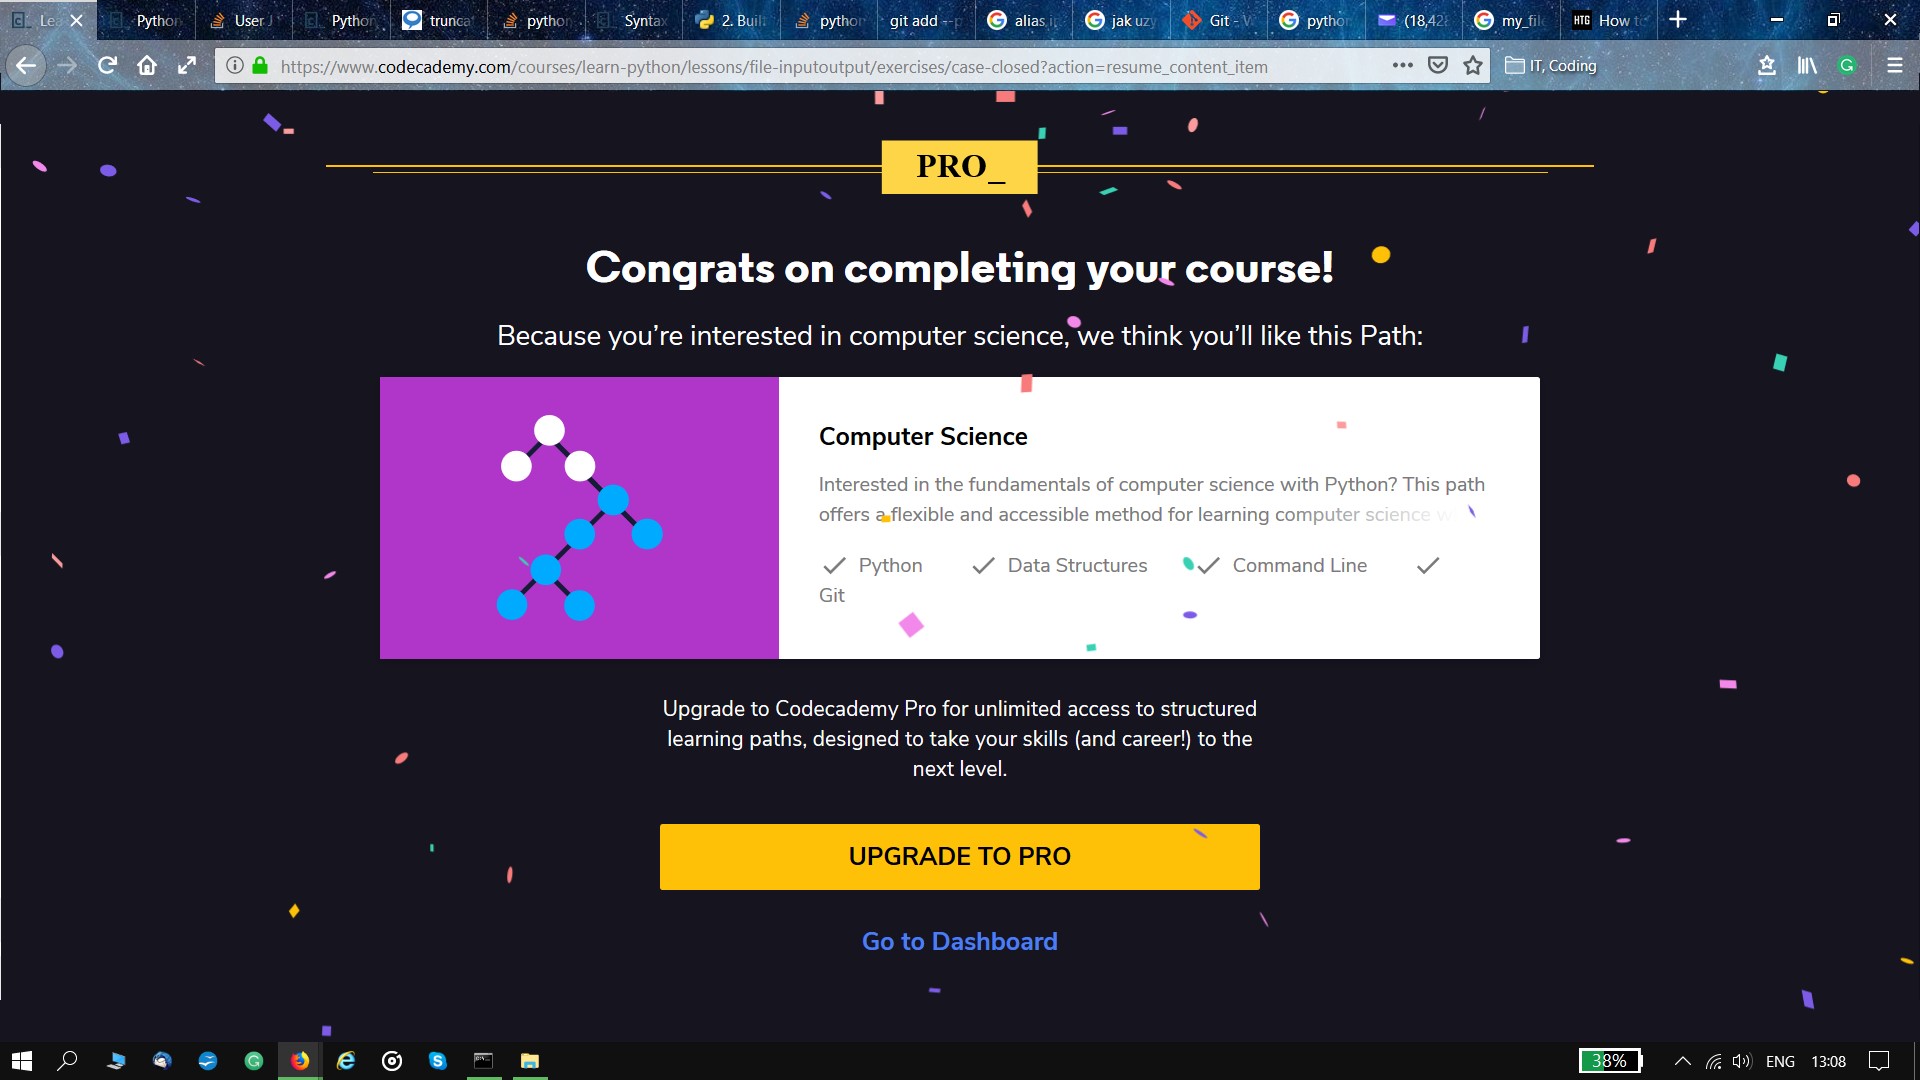 Python
User J
Python
trunca
python
Syntax
2. Buil
python
git add --p
alias
jak uzy
Git - W
python
(18,428
my_file
How to
https://www.codecademy.com/courses/learn-python/lessons/file-inputoutput/exercises/case-closed?action=resume_content_item
IT, Coding
PRO_
Congrats on completing your course!
Because you’re interested in computer science, we think you’ll like this Path:
Computer Science
Interested in the fundamentals of computer science with Python? This path
offers a flexible and accessible method for learning computer science
Python Data Structures Command Line
Git
Upgrade to Codecademy Pro for unlimited access to structured
learning paths, designed to take your skills (and career!) to the
next level.
UPGRADE TO PRO
Go to Dashboard
38%
ENG
13:08